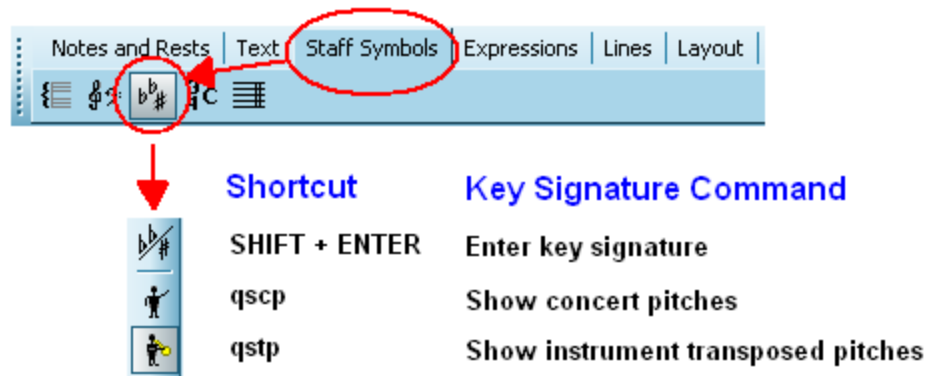 Notes and Rests | Text | Staff Symbols | Expressions | Lines | Layout |
Shortcut Key Signature Command
SHIFT + ENTER Enter key signature
qscp Show concert pitches
qstp Show instrument transposed pitches